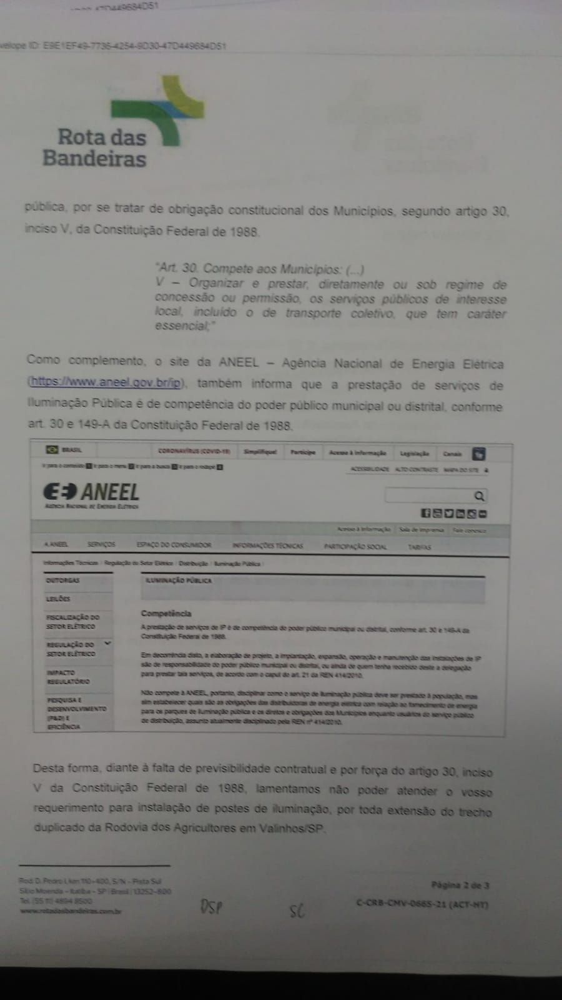 47D449684D51
velope ID: E9E1EF49-7736-4254-9D30-47D449684D51
Rota das
Bandeiras
pública, por se tratar de obrigação constitucional dos Municípios, segundo artigo 30,
inciso V, da Constituição Federal de 1988.
"Art. 30. Compete aos Municípios: (...)
V – Organizar e prestar, diretamente ou sob regime de
concessão ou permissão, os serviços públicos de interesse
local, incluído o de transporte coletivo, que tem caráter
essencial;"
Como complemento, o site da ANEEL – Agência Nacional de Energia Elétrica
(https://www.aneel.gov.br/ip), também informa que a prestação de serviços de
Iluminação Pública é de competência do poder público municipal ou distrital, conforme
art. 30 e 149-A da Constituição Federal de 1988.
BRASIL CORONAVÍRUS (COVID-19) Simplifique! Participe Acesso à informação Legislação Canais
Ir para o conteúdo 1 Ir para o menu 2 Ir para a busca 3 Ir para o rodapé 4 ACESSIBILIDADE ALTO CONTRASTE MAPA DO SITE
ANEEL
AGÊNCIA NACIONAL DE ENERGIA ELÉTRICA
Acesso à Informação Sala de Imprensa Fale conosco
A ANEEL SERVIÇOS ESPAÇO DO CONSUMIDOR INFORMAÇÕES TÉCNICAS PARTICIPAÇÃO SOCIAL TARIFAS
Informações Técnicas / Regulação do Setor Elétrico / Distribuição / Iluminação Pública /
OUTORGAS
LEILÕES
FISCALIZAÇÃO DO
SETOR ELÉTRICO
REGULAÇÃO DO
SETOR ELÉTRICO
IMPACTO
REGULATÓRIO
PESQUISA E
DESENVOLVIMENTO
(P&D) E
EFICIÊNCIA
ILUMINAÇÃO PÚBLICA
Competência
A prestação de serviços de IP é de competência do poder público municipal ou distrital, conforme art. 30 e 149-A da
Constituição Federal de 1988.
Em decorrência disto, a elaboração de projeto, a implantação, expansão, operação e manutenção das instalações de IP
são de responsabilidade do poder público municipal ou distrital, ou ainda de quem tenha recebido deste a delegação
para prestar tais serviços, de acordo com o caput do art. 21 da REN 414/2010.
Não compete à ANEEL, portanto, disciplinar como o serviço de iluminação pública deve ser prestado à população, mas
sim estabelecer quais são as obrigações das distribuidoras de energia elétrica com relação ao fornecimento de energia
para os parques de iluminação pública e os direitos e obrigações dos Municípios enquanto usuários do serviço público
de distribuição, assunto atualmente disciplinado pela REN nº 414/2010.
Desta forma, diante à falta de previsibilidade contratual e por força do artigo 30, inciso
V da Constituição Federal de 1988, lamentamos não poder atender o vosso
requerimento para instalação de postes de iluminação, por toda extensão do trecho
duplicado da Rodovia dos Agricultores em Valinhos/SP.
Rod. D. Pedro I, km 110+400, S/N - Pista Sul
Sítio Moenda - Itatiba - SP | Brasil | 13252-800
Tel. (55 11) 4894 8500
www.rotadasbandeiras.com.br
DSP
SC
Página 2 de 3
C-CRB-CMV-0665-21 (ACT-HT)